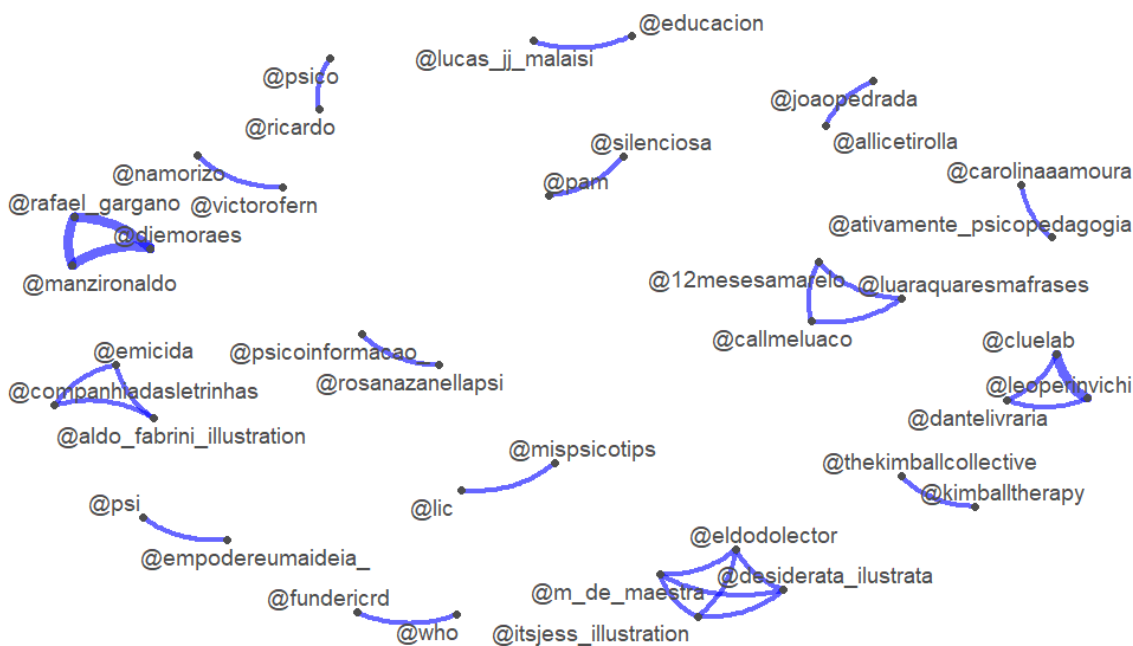 @educacion
@lucas_jj_malaisi
@psico
@joaopedrada
@ricardo
@silenciosa
@allicetirolla
@namorizo
@pam
@carolinaaamoura
@rafael_gargano
@victorofern
@ativamente_psicopedagogia
@djemoraes
@manzironaldo
@12mesesamarelo
@luaraquaresmafrases
@callmeluaco
@cluelab
@emicida
@psicoinformacao
@companhiadasletrinhas
@rosanazanellapsi
@leoperinvichi
@dantelivraria
@aldo_fabrini_illustration
@mispsicotips
@thekimballcollective
@kimballtherapy
@psi
@lic
@eldodolector
@empodereumaideia_
@desiderata_ilustrata
@fundericrd
@m_de_maestra
@who
@itsjess_illustration